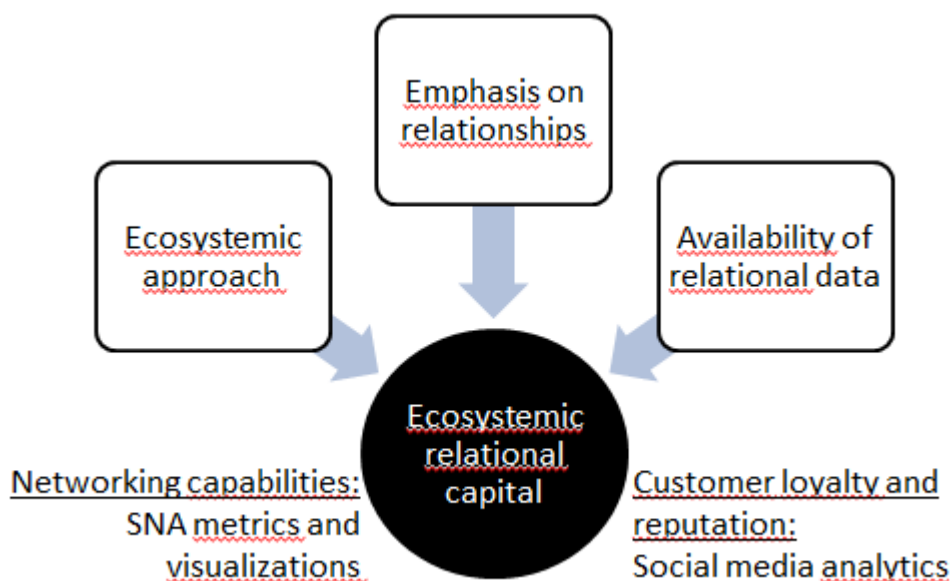 Emphasis on
relationships
Ecosystemic
approach
Availability of
relational data
Ecosystemic
relational
capital
Networking capabilities:
SNA metrics and
visualizations
Customer loyalty and
reputation:
Social media analytics